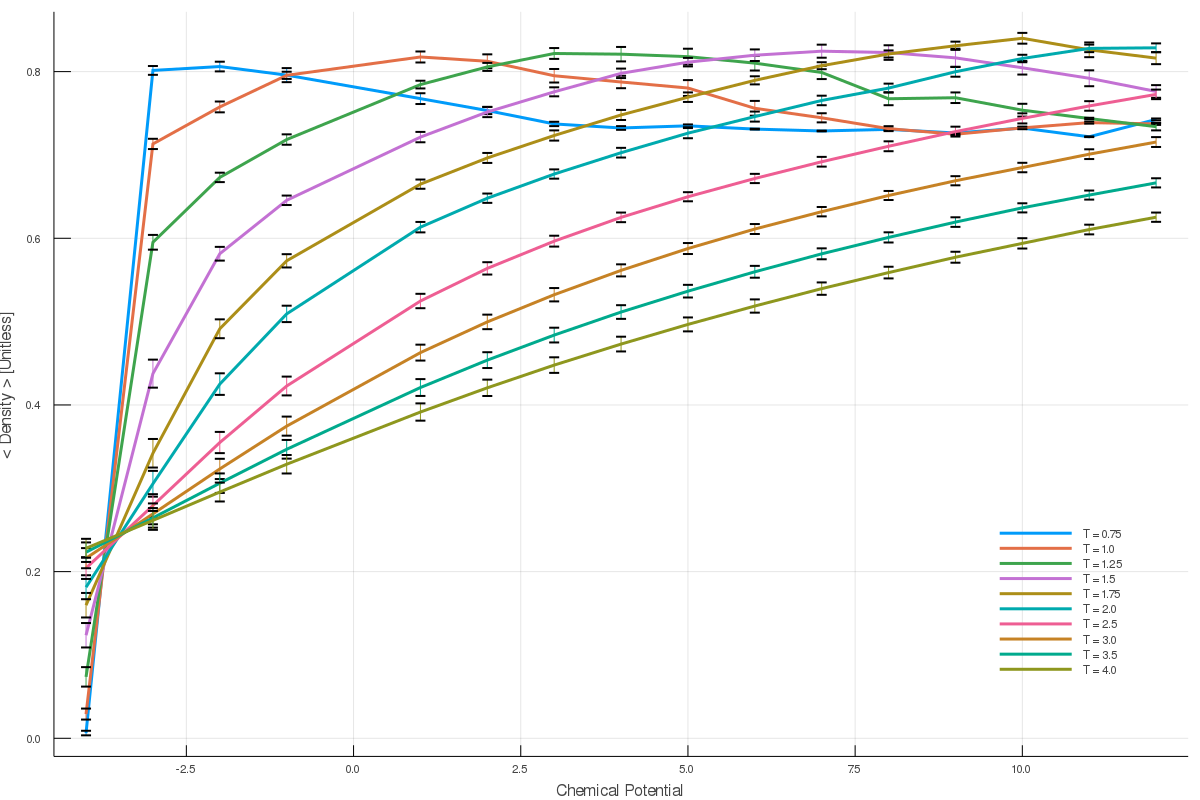 < Density > [Unitless]
0.8
0.6
0.4
0.2
0.0
-2.5
0.0
2.5
5.0
7.5
10.0
Chemical Potential
T = 0.75
T = 1.0
T = 1.25
T = 1.5
T = 1.75
T = 2.0
T = 2.5
T = 3.0
T = 3.5
T = 4.0